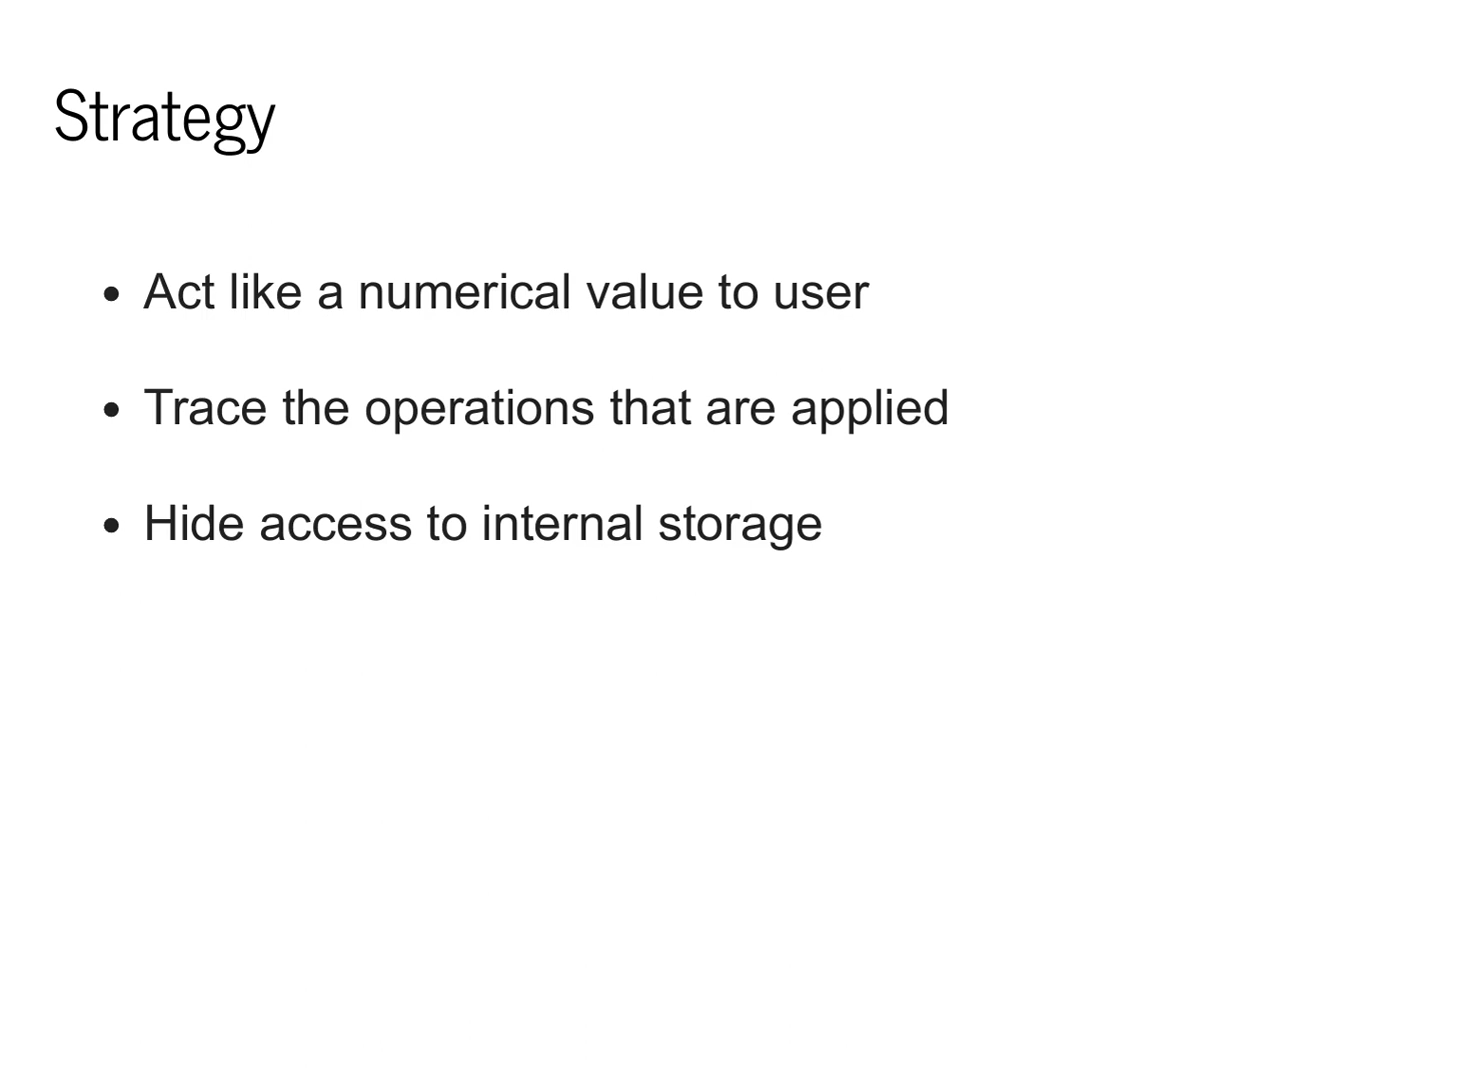 Strategy
• Act like a numerical value to user
• Trace the operations that are applied
• Hide access to internal storage